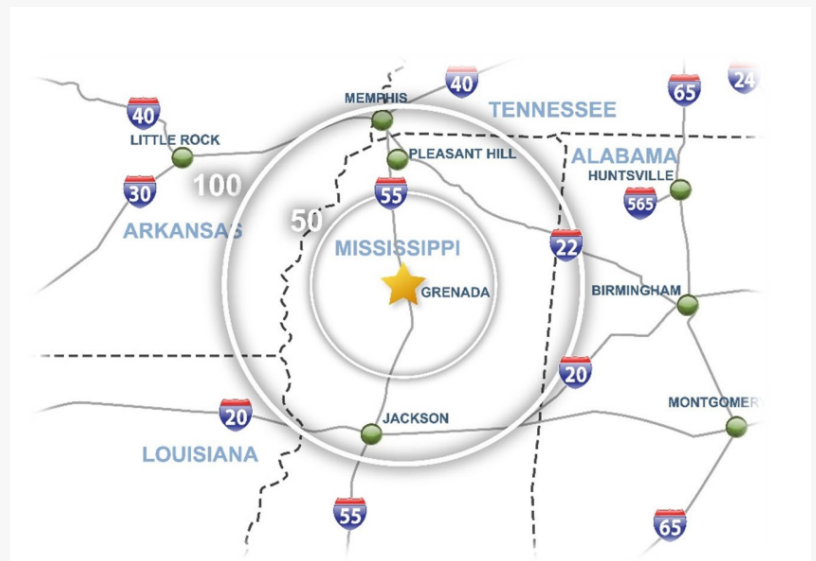 40
24
65
MEMPHIS
TENNESSEE
40
LITTLE ROCK
PLEASANT HILL
ALABAMA
HUNTSVILLE
30
100
55
565
50
ARKANSAS
MISSISSIPPI
22
GRENADA
BIRMINGHAM
20
MONTGOMER
20
JACKSON
LOUISIANA
55
65